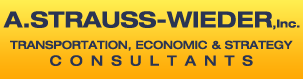 A.STRAUSS-WIEDER,Inc.
TRANSPORTATION, ECONOMIC & STRATEGY
CONSULTANTS